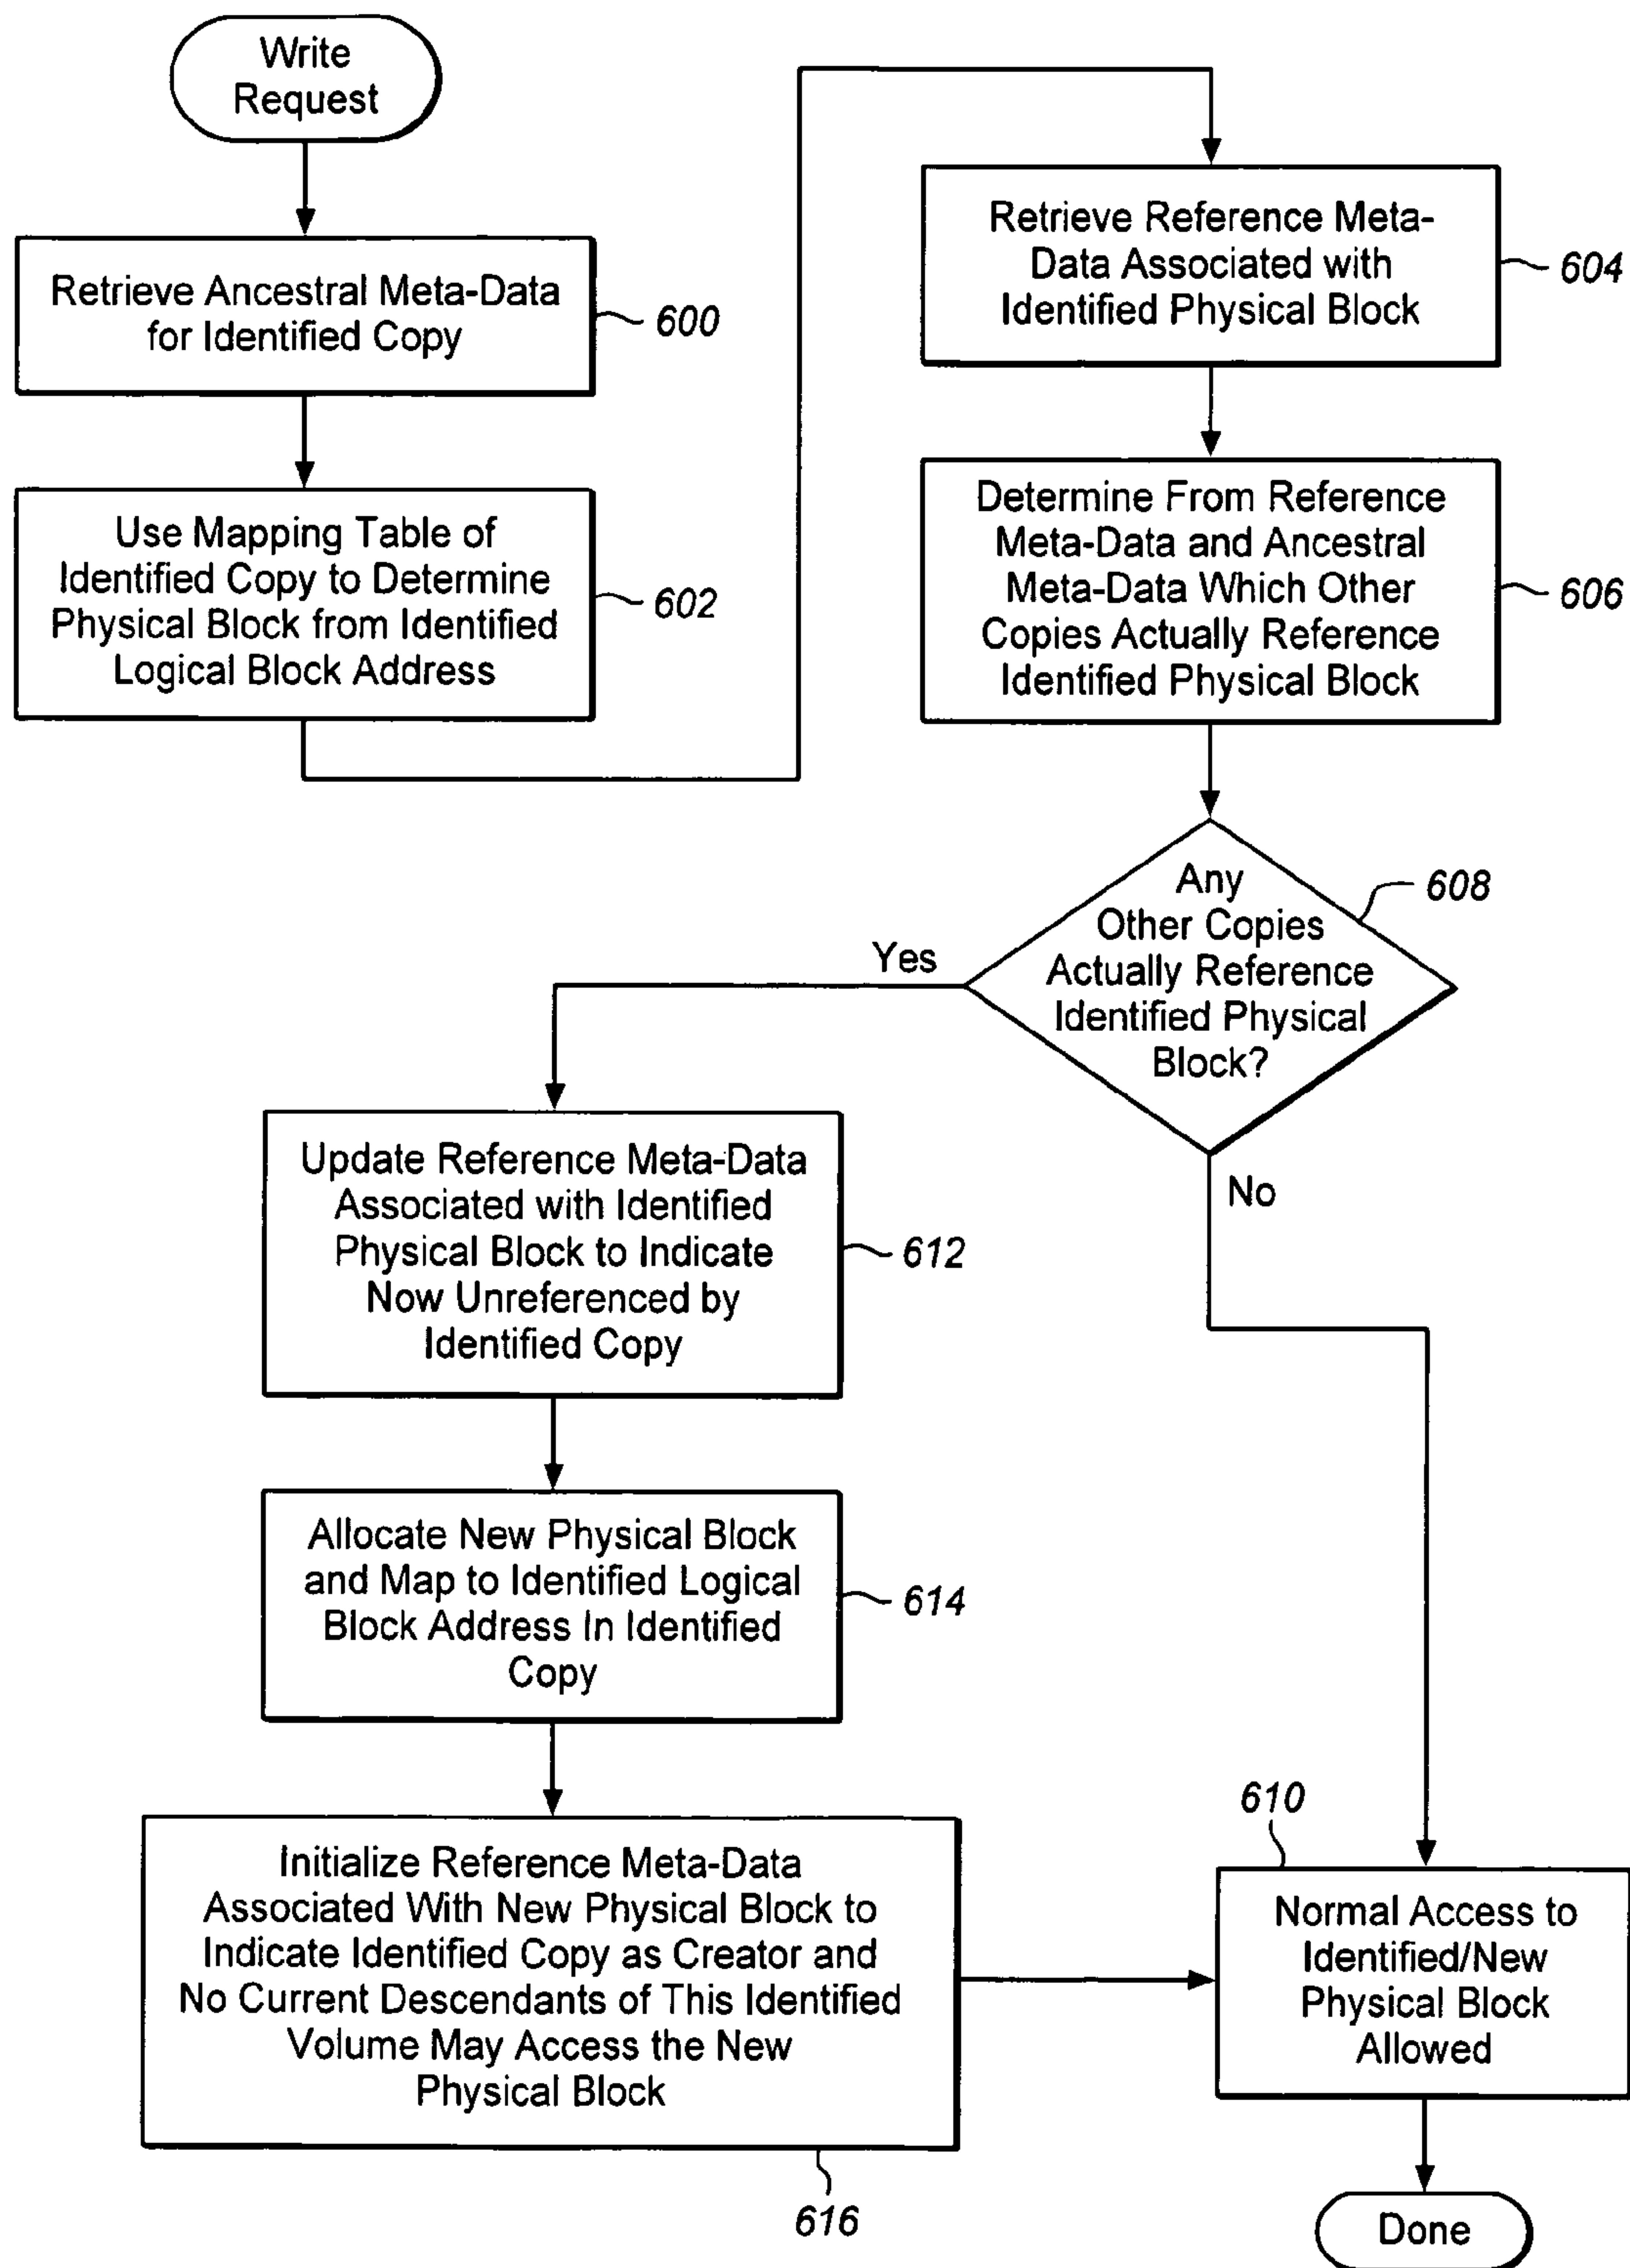 Write
Request
Retrieve Ancestral Meta-Data
for Identified Copy
600
Use Mapping Table of
Identified Copy to Determine
Physical Block from Identified
Logical Block Address
602
Retrieve Reference Meta-
Data Associated with
Identified Physical Block
604
Determine From Reference
Meta-Data and Ancestral
Meta-Data Which Other
Copies Actually Reference
Identified Physical Block
606
Any
Other Copies
Actually Reference
Identified Physical
Block?
608
Yes
No
Update Reference Meta-Data
Associated with Identified
Physical Block to Indicate
Now Unreferenced by
Identified Copy
612
Allocate New Physical Block
and Map to Identified Logical
Block Address In Identified
Copy
614
Initialize Reference Meta-Data
Associated With New Physical Block to
Indicate Identified Copy as Creator and
No Current Descendants of This Identified
Volume May Access the New
Physical Block
616
610
Normal Access to
Identified/New
Physical Block
Allowed
Done